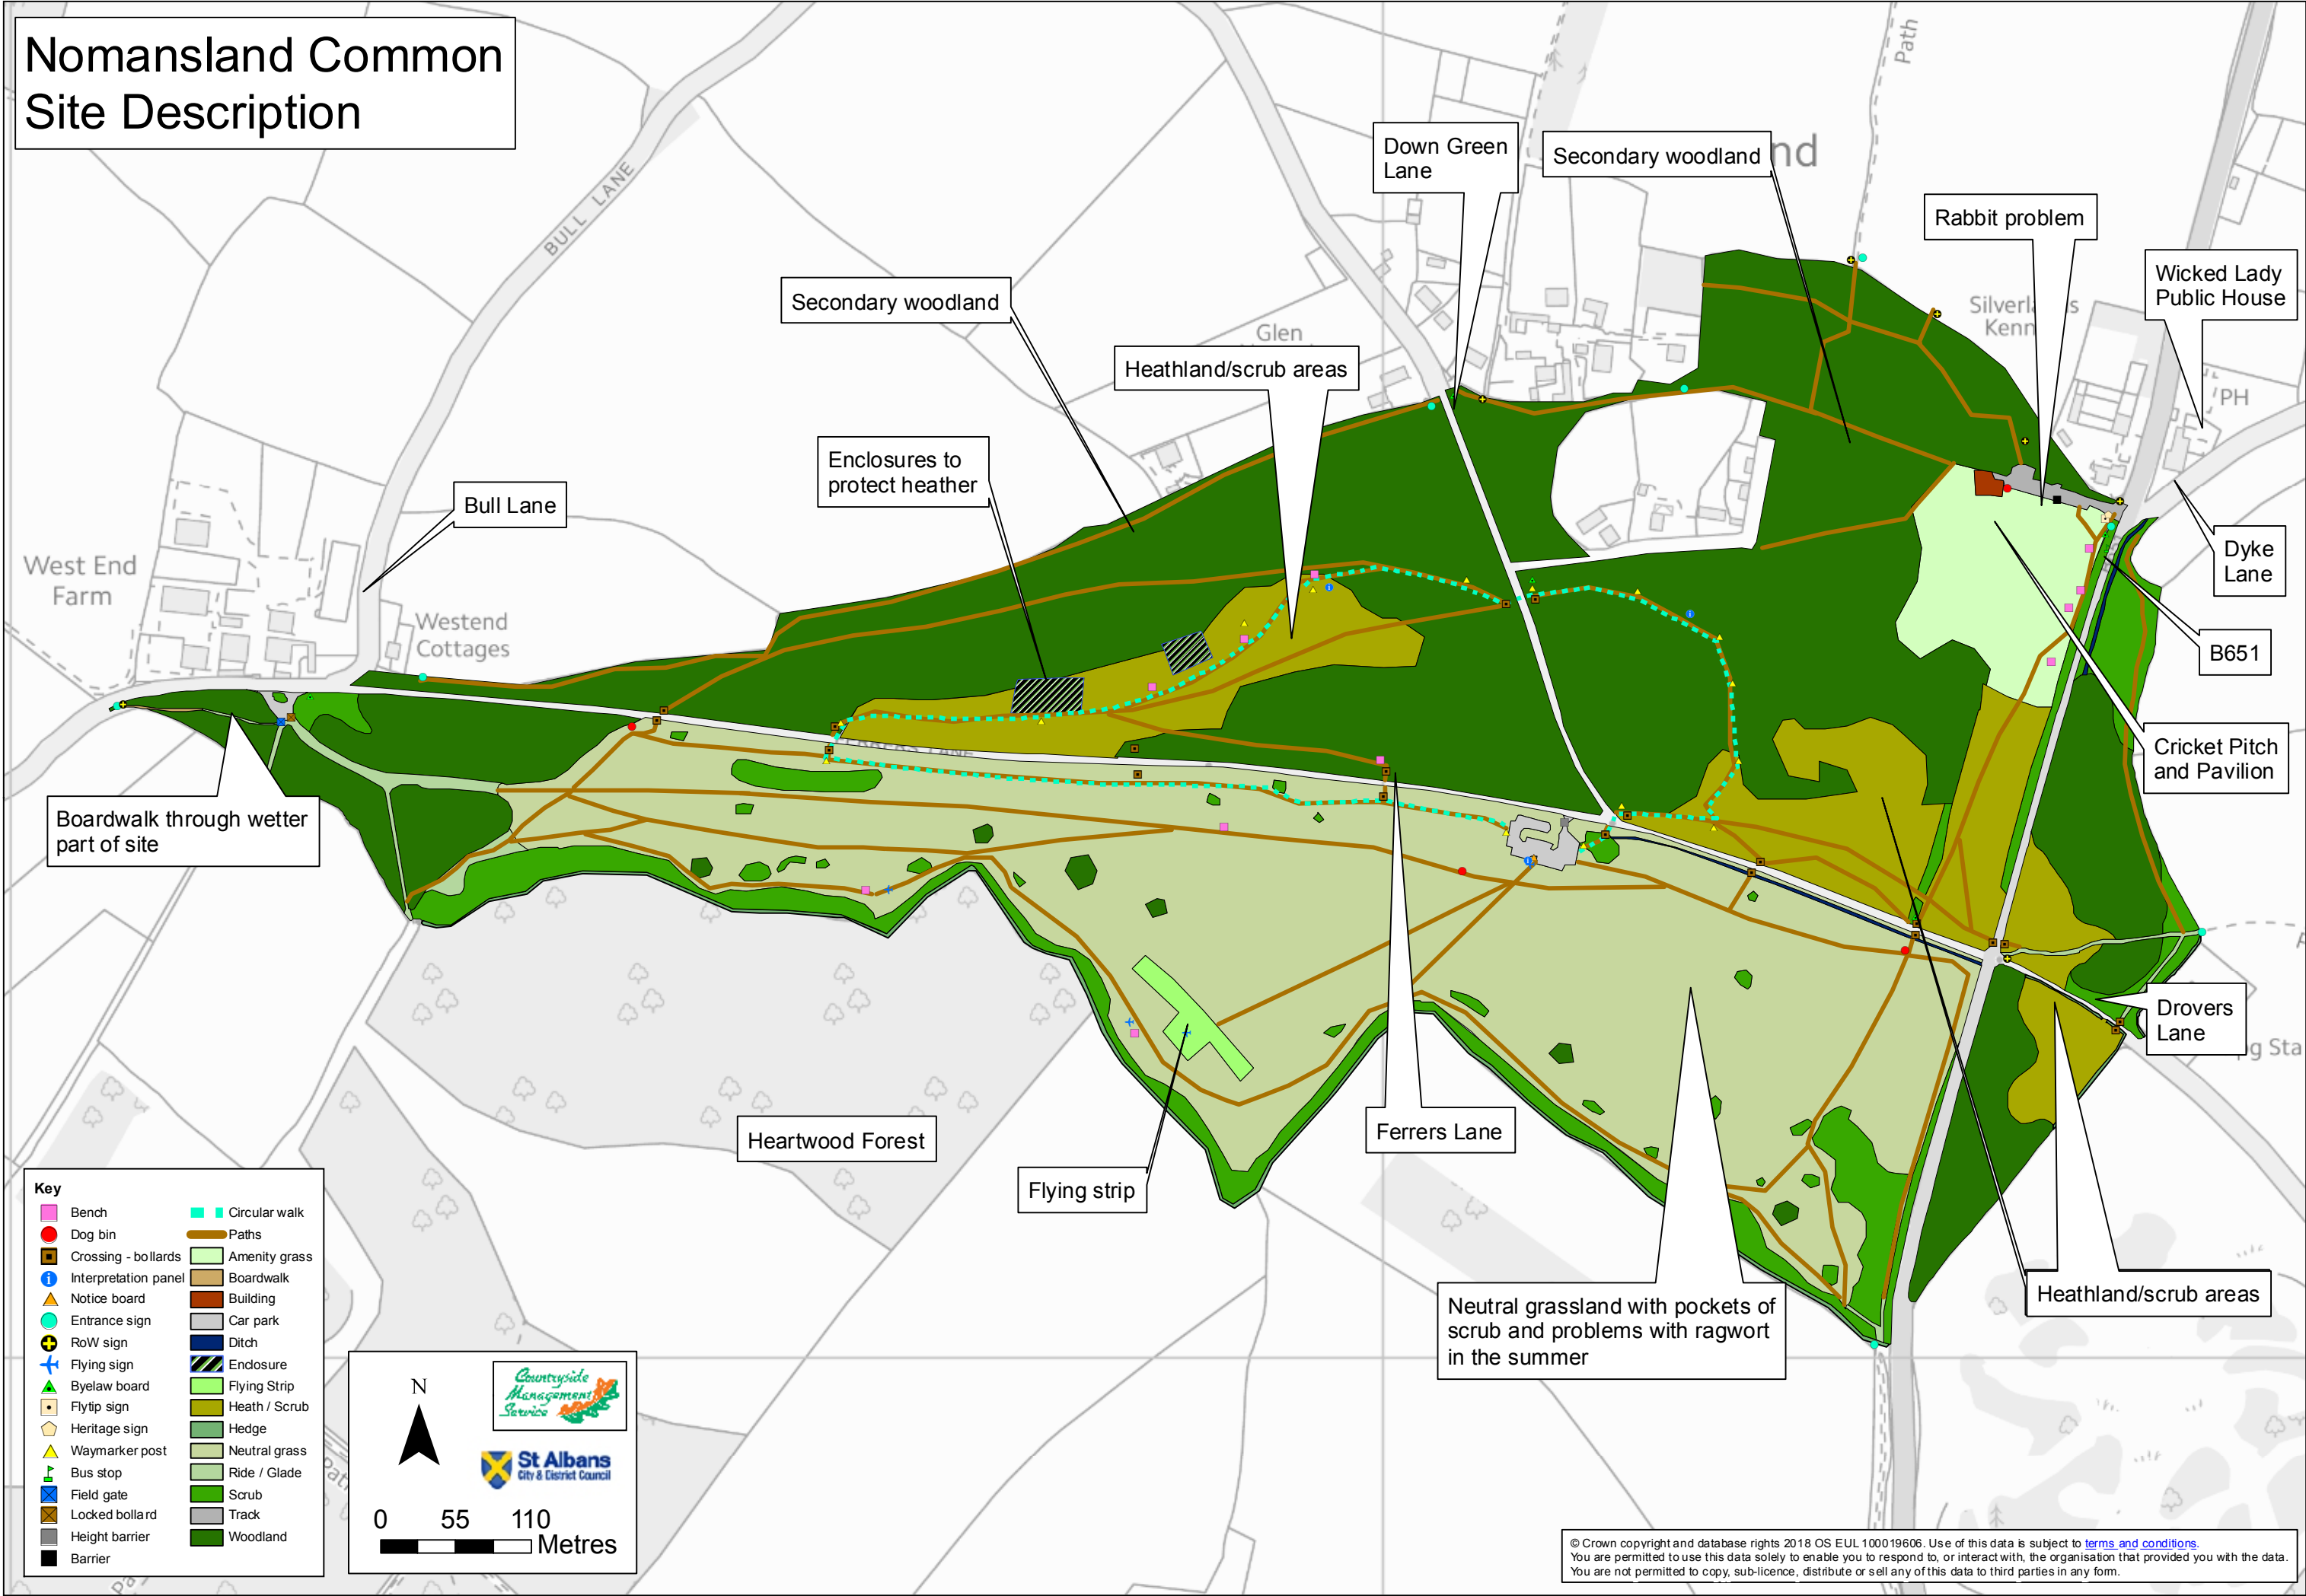 Nomansland Common
Site Description
BULL LANE
Path
nd
Down Green
Lane
Secondary woodland
Rabbit problem
Wicked Lady
Public House
Secondary woodland
Glen
Silverla s
Kenn
PH
Heathland/scrub areas
Enclosures to
protect heather
Bull Lane
West End
Farm
Westend
Cottages
Dyke
Lane
B651
Cricket Pitch
and Pavilion
Boardwalk through wetter
part of site
Drovers
Lane
g Sta
Heartwood Forest
Ferrers Lane
Flying strip
Neutral grassland with pockets of
scrub and problems with ragwort
in the summer
Heathland/scrub areas
Key
Bench
Dog bin
Crossing - bollards
Interpretation panel
Notice board
Entrance sign
RoW sign
Flying sign
Byelaw board
Flytip sign
Heritage sign
Waymarker post
Bus stop
Field gate
Locked bollard
Height barrier
Barrier
Circular walk
Paths
Amenity grass
Boardwalk
Building
Car park
Ditch
Enclosure
Flying Strip
Heath / Scrub
Hedge
Neutral grass
Ride / Glade
Scrub
Track
Woodland
N
Countryside
Management
Service
St Albans
City & District Council
0 55 110
Metres
© Crown copyright and database rights 2018 OS EUL 100019606. Use of this data is subject to terms and conditions.
You are permitted to use this data solely to enable you to respond to, or interact with, the organisation that provided you with the data.
You are not permitted to copy, sub-licence, distribute or sell any of this data to third parties in any form.